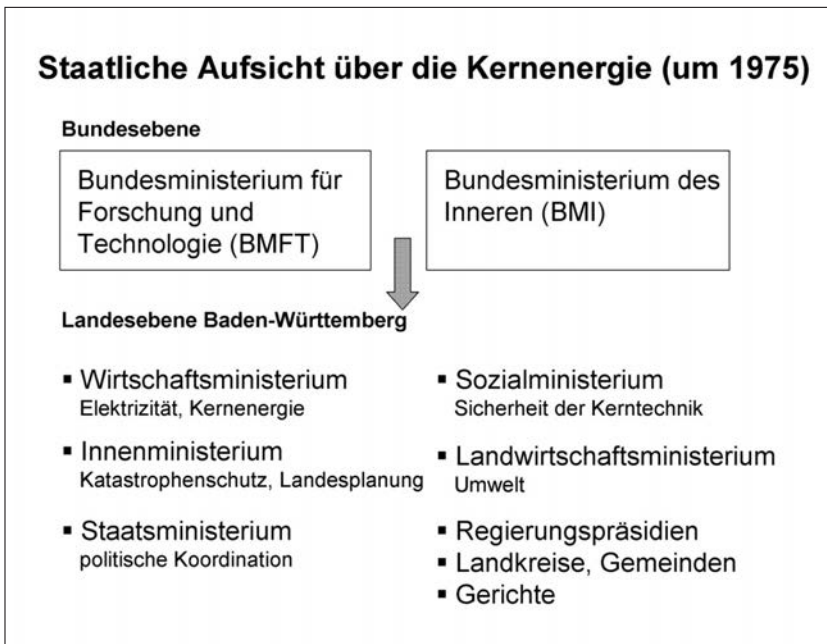 Staatliche Aufsicht über die Kernenergie (um 1975)
Bundesebene
Bundesministerium für
Forschung und
Technologie (BMFT)
Bundesministerium des
Inneren (BMI)
Landesebene Baden-Württemberg
▪ Wirtschaftsministerium
Elektrizität, Kernenergie
▪ Innenministerium
Katastrophenschutz, Landesplanung
▪ Staatsministerium
politische Koordination
▪ Sozialministerium
Sicherheit der Kerntechnik
▪ Landwirtschaftsministerium
Umwelt
▪ Regierungspräsidien
▪ Landkreise, Gemeinden
▪ Gerichte